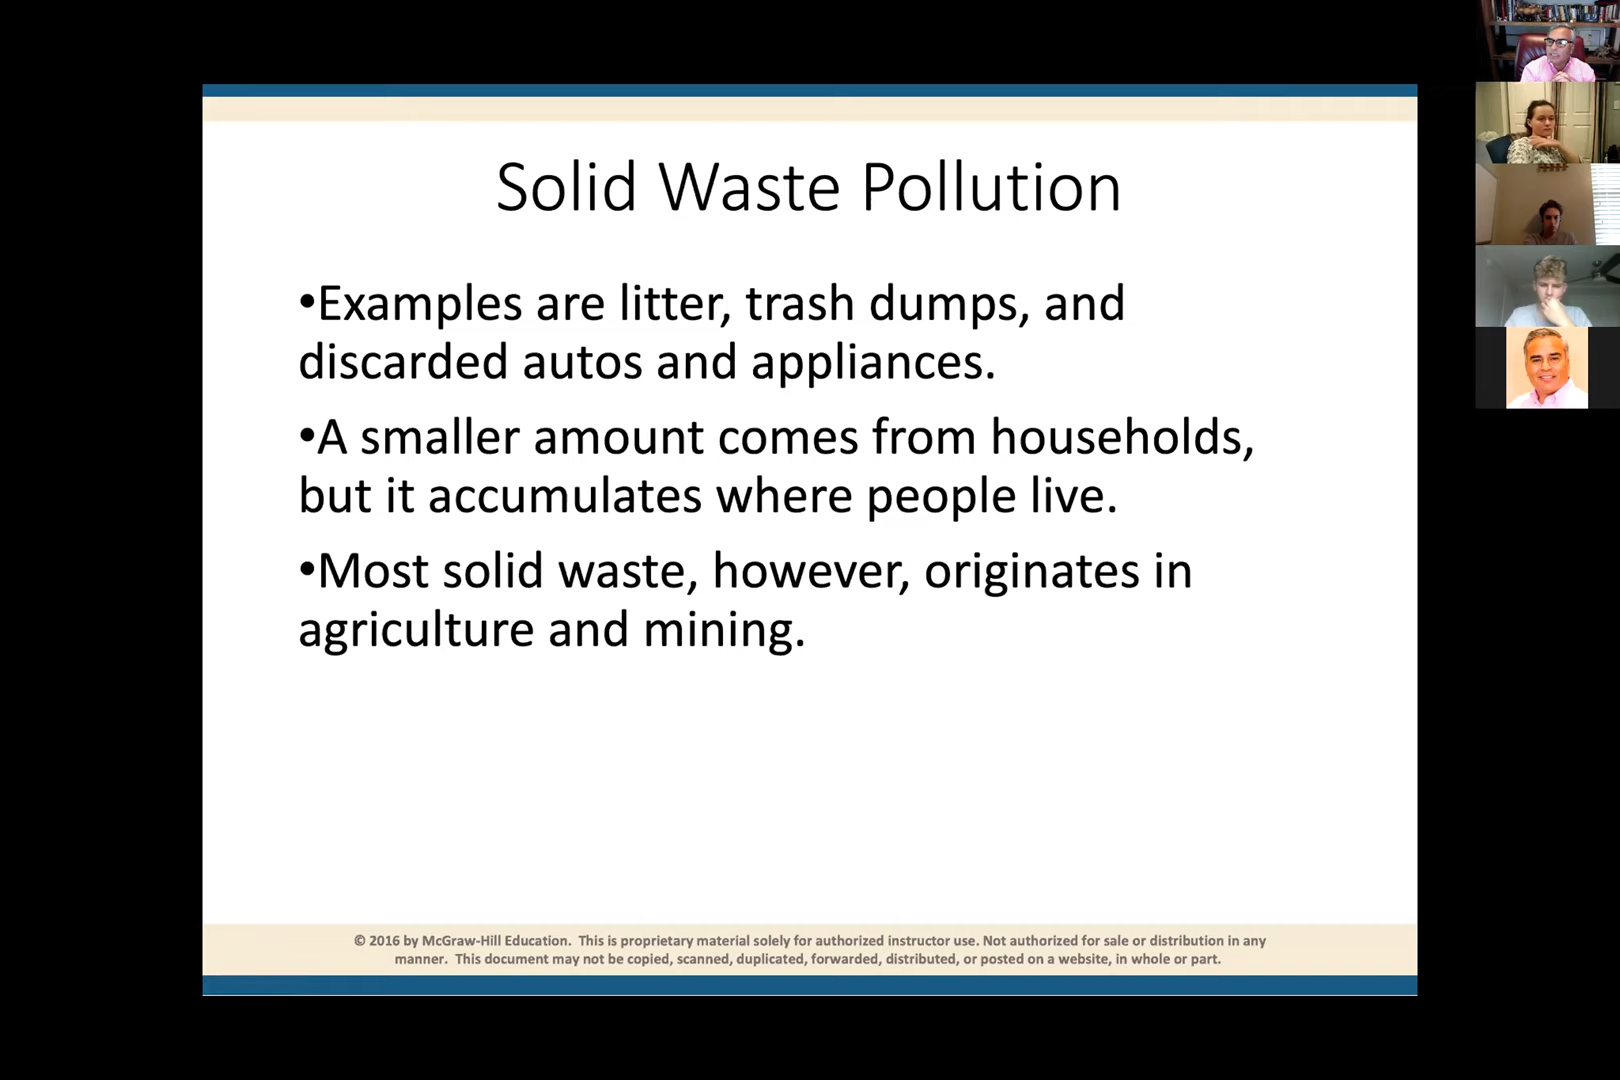 Solid Waste Pollution
•Examples are litter, trash dumps, and
discarded autos and appliances.
•A smaller amount comes from households,
but it accumulates where people live.
•Most solid waste, however, originates in
agriculture and mining.
© 2016 by McGraw-Hill Education.  This is proprietary material solely for authorized instructor use. Not authorized for sale or distribution in any
manner.  This document may not be copied, scanned, duplicated, forwarded, distributed, or posted on a website, in whole or part.